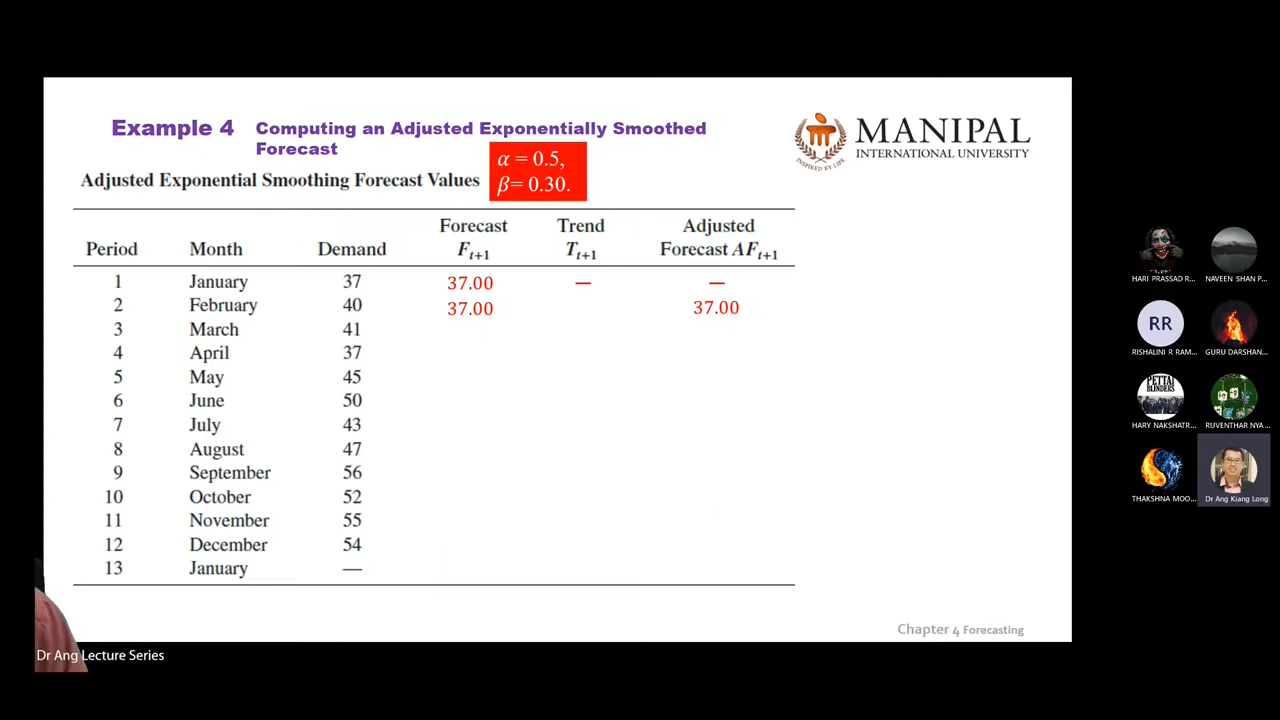 Example 4 Computing an Adjusted Exponentially Smoothed
Forecast
MANIPAL
INTERNATIONAL UNIVERSITY
INSPIRED BY LIFE
α = 0.5,
β= 0.30.
Adjusted Exponential Smoothing Forecast Values
Forecast Trend Adjusted
Period Month Demand Fₜ₊₁ Tₜ₊₁ Forecast AFₜ₊₁
1 January 37 37.00 — —
2 February 40 37.00 37.00
3 March 41
4 April 37
5 May 45
6 June 50
7 July 43
8 August 47
9 September 56
10 October 52
11 November 55
12 December 54
13 January —
Chapter 4 Forecasting
Dr Ang Lecture Series
HARI PRASSAD R...
NAVEEN SHAN P...
RR
RISHALINI R RAM...
GURU DARSHAN...
PETTAI
BLINDERS
HARY NAKSHATR...
RUVENTHAR NYA...
THAKSHNA MOO...
Dr Ang Kiang Long